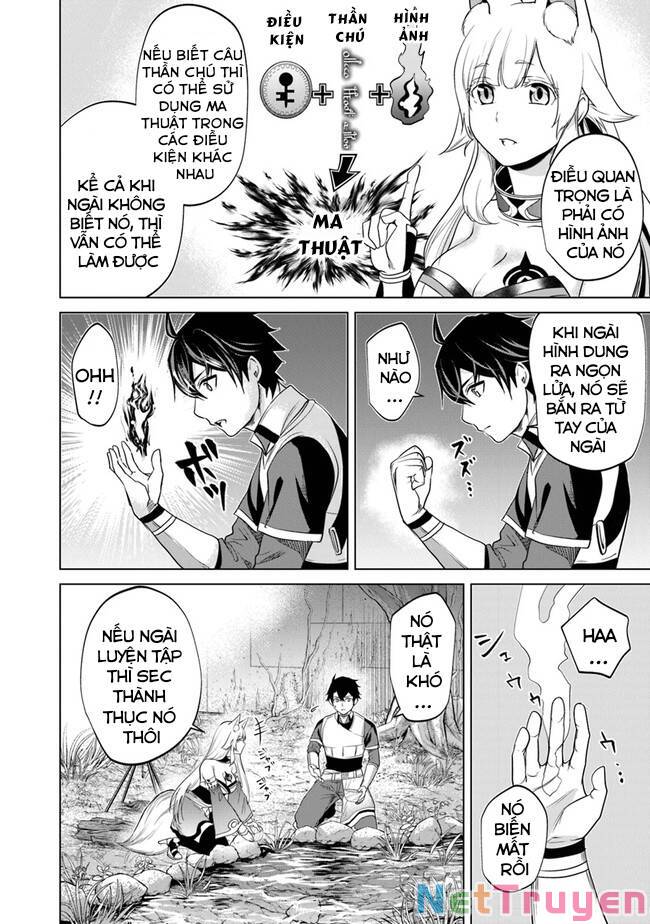 ĐIỀU
KIỆN
THẦN
CHÚ
HÌNH
ẢNH
MA
THUẬT
ĐIỀU QUAN
TRỌNG LÀ
PHẢI CÓ
HÌNH ẢNH
CỦA NÓ
NẾU BIẾT CÂU
THẦN CHÚ THÌ
CÓ THỂ SỬ
DỤNG MA
THUẬT TRONG
CÁC ĐIỀU
KIỆN KHÁC
NHAU
KỂ CẢ KHI
NGÀI KHÔNG
BIẾT NÓ, THÌ
VẪN CÓ THỂ
LÀM ĐƯỢC
KHI NGÀI
HÌNH DUNG
RA NGỌN
LỬA, NÓ SẼ
BẮN RA TỪ
TAY CỦA
NGÀI
NHƯ
NÀO
...
OHH
!!
ボッ
HAA
...
NÓ
BIẾN
MẤT
RỒI
NÓ
THẬT
LÀ
KHÓ
...
NẾU NGÀI
LUYỆN TẬP
THÌ SEC
THÀNH
THỤC NÓ
THÔI
NetTruyen